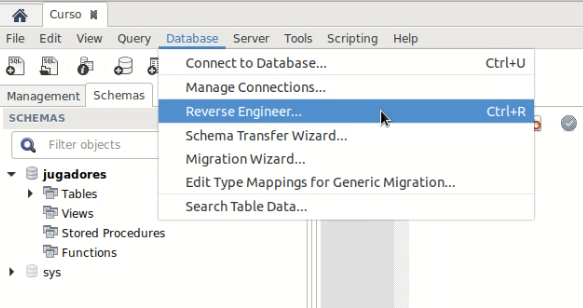 Curso
File Edit View Query Database Server Tools Scripting Help
SQL SQL
Connect to Database... Ctrl+U
Manage Connections...
Reverse Engineer... Ctrl+R
Schema Transfer Wizard...
Migration Wizard...
Edit Type Mappings for Generic Migration...
Search Table Data...
Management Schemas
SCHEMAS
Filter objects
jugadores
Tables
Views
Stored Procedures
Functions
sys